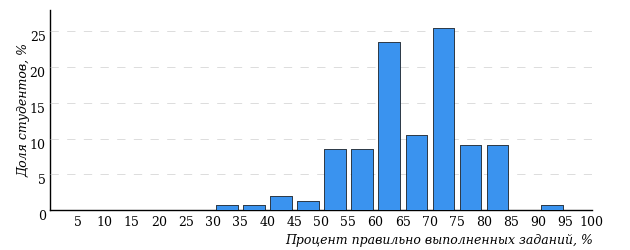 Доля студентов, %
25
20
15
10
5
0
5 10 15 20 25 30 35 40 45 50 55 60 65 70 75 80 85 90 95 100
Процент правильно выполненных заданий, %